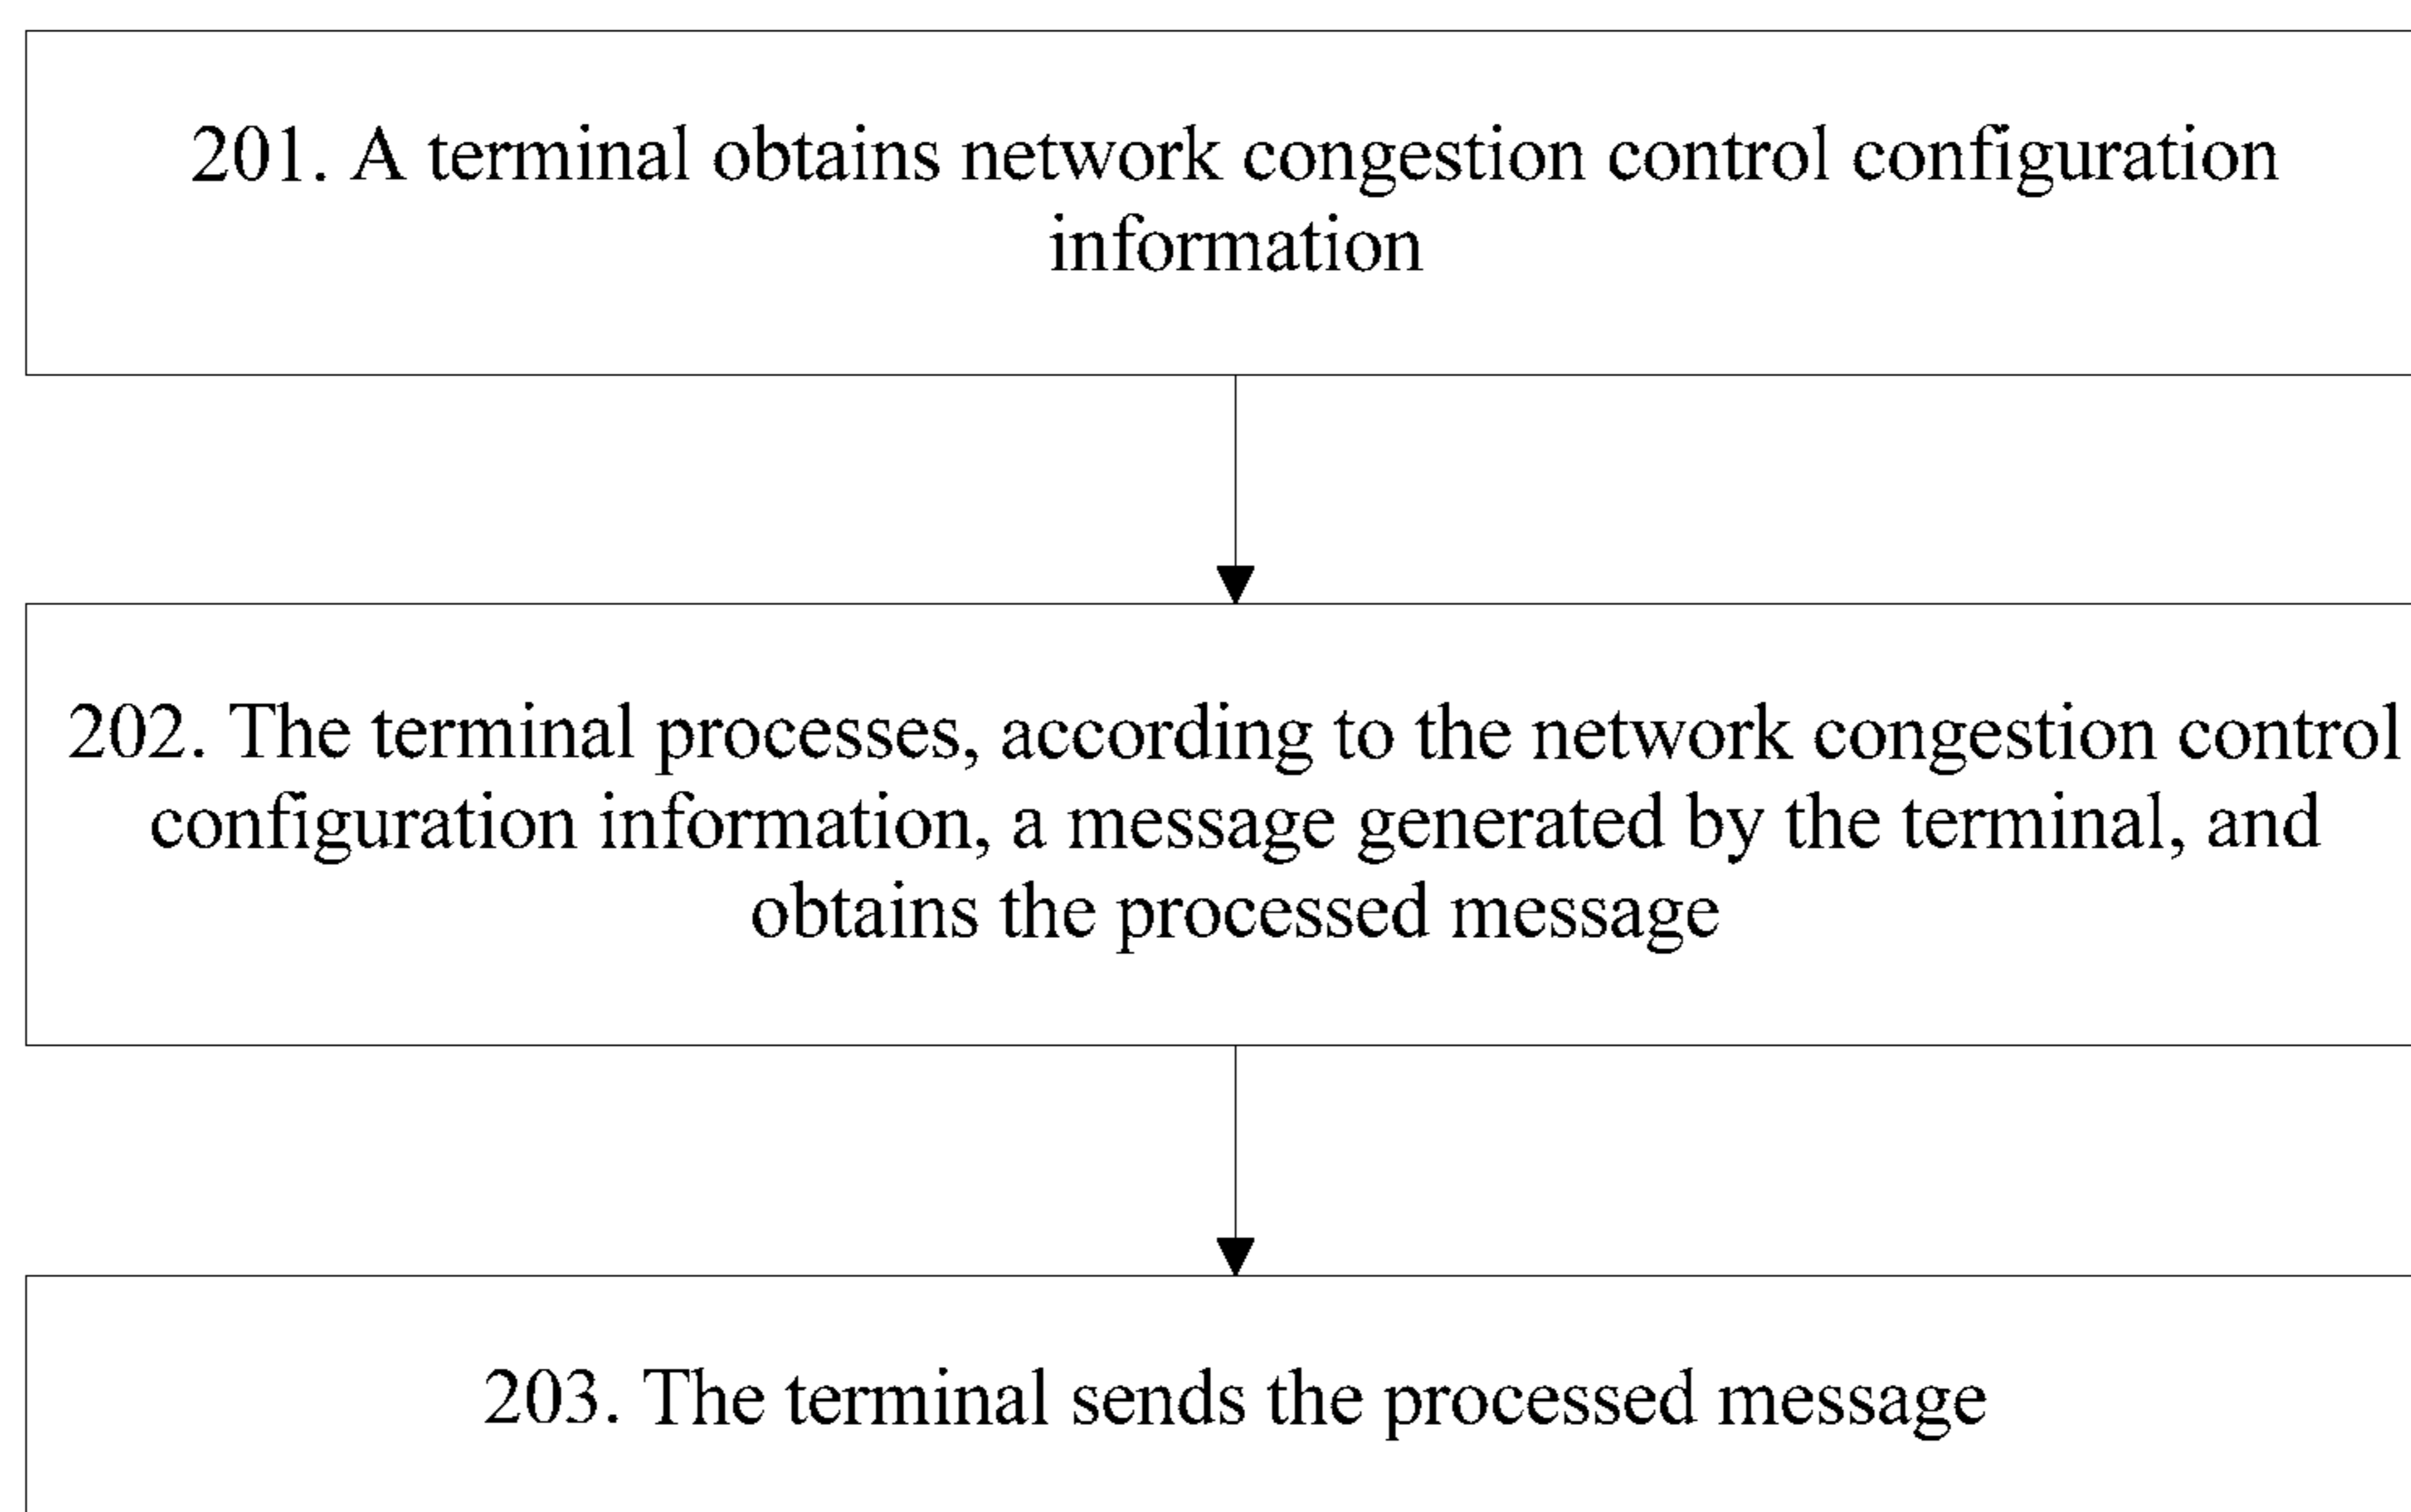 201. A terminal obtains network congestion control configuration
information
202. The terminal processes, according to the network congestion control
configuration information, a message generated by the terminal, and
obtains the processed message
203. The terminal sends the processed message